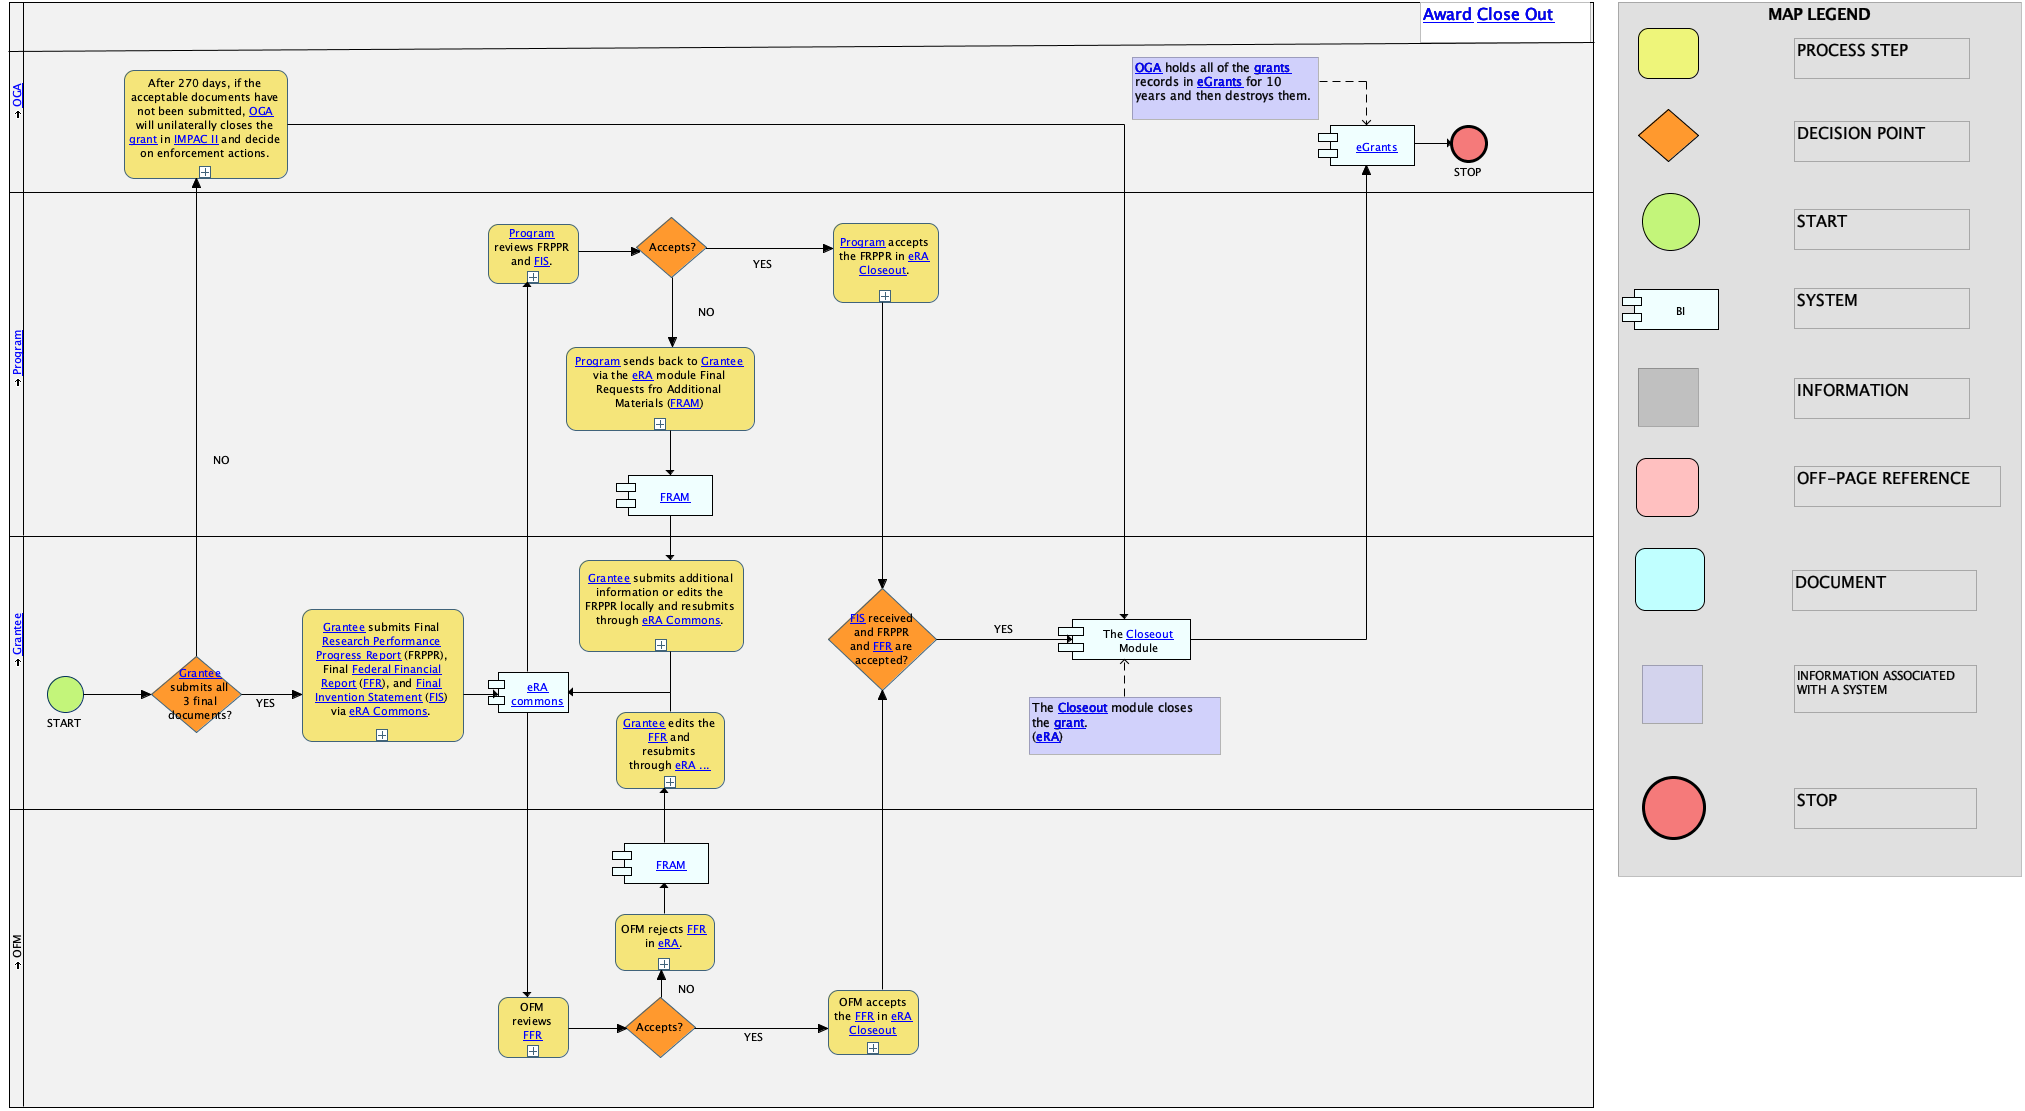 Award Close Out
OGA
After 270 days, if the
acceptable documents have
not been submitted, OGA
will unilaterally closes the
grant in IMPAC II and decide
on enforcement actions.
OGA holds all of the grants
records in eGrants for 10
years and then destroys them.
eGrants
STOP
Program
Program
reviews FRPPR
and FIS.
Accepts?
YES
Program accepts
the FRPPR in eRA
Closeout.
NO
Program sends back to Grantee
via the eRA module Final
Requests fro Additional
Materials (FRAM)
NO
FRAM
Grantee
START
Grantee
submits all
3 final
documents?
YES
Grantee submits Final
Research Performance
Progress Report (FRPPR),
Final Federal Financial
Report (FFR), and Final
Invention Statement (FIS)
via eRA Commons.
eRA
commons
Grantee submits additional
information or edits the
FRPPR locally and resubmits
through eRA Commons.
Grantee edits the
FFR and
resubmits
through eRA ...
FIS received
and FRPPR
and FFR are
accepted?
YES
The Closeout
Module
The Closeout module closes
the grant.
(eRA)
OFM
FRAM
OFM rejects FFR
in eRA.
NO
OFM
reviews
FFR
Accepts?
YES
OFM accepts
the FFR in eRA
Closeout
MAP LEGEND
PROCESS STEP
DECISION POINT
START
BI
SYSTEM
INFORMATION
OFF-PAGE REFERENCE
DOCUMENT
INFORMATION ASSOCIATED
WITH A SYSTEM
STOP